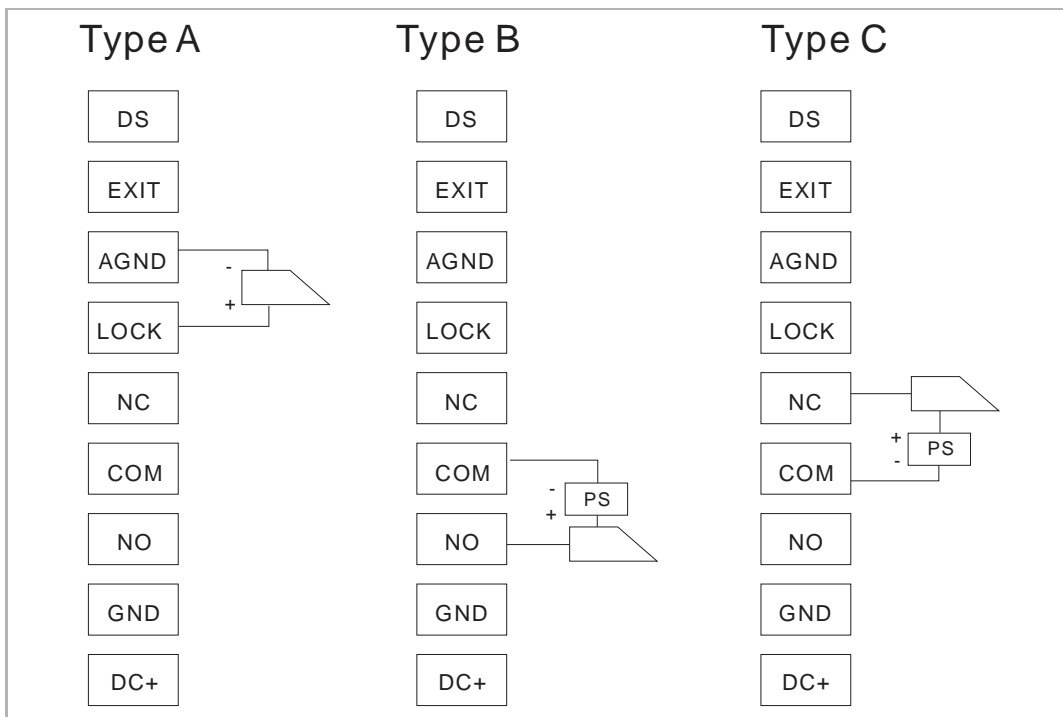 Type A Type B Type C
DS DS DS
EXIT EXIT EXIT
AGND AGND AGND
-
+
LOCK LOCK LOCK
NC NC NC
+
-
PS
COM COM COM
-
+
PS
NO NO NO
GND GND GND
DC+ DC+ DC+